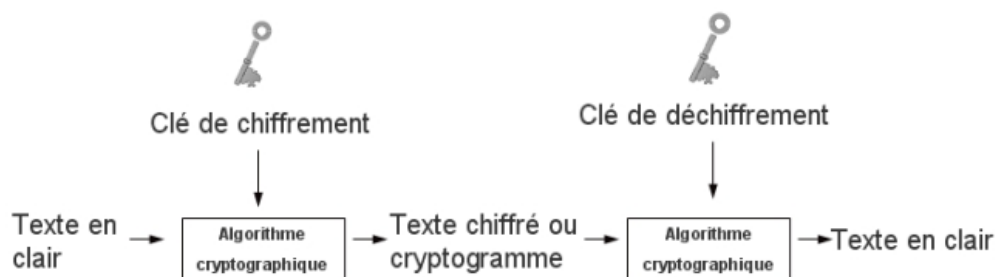 Clé de chiffrement
Clé de déchiffrement
Texte en
clair
Algorithme
cryptographique
Texte chiffré ou
cryptogramme
Algorithme
cryptographique
Texte en clair